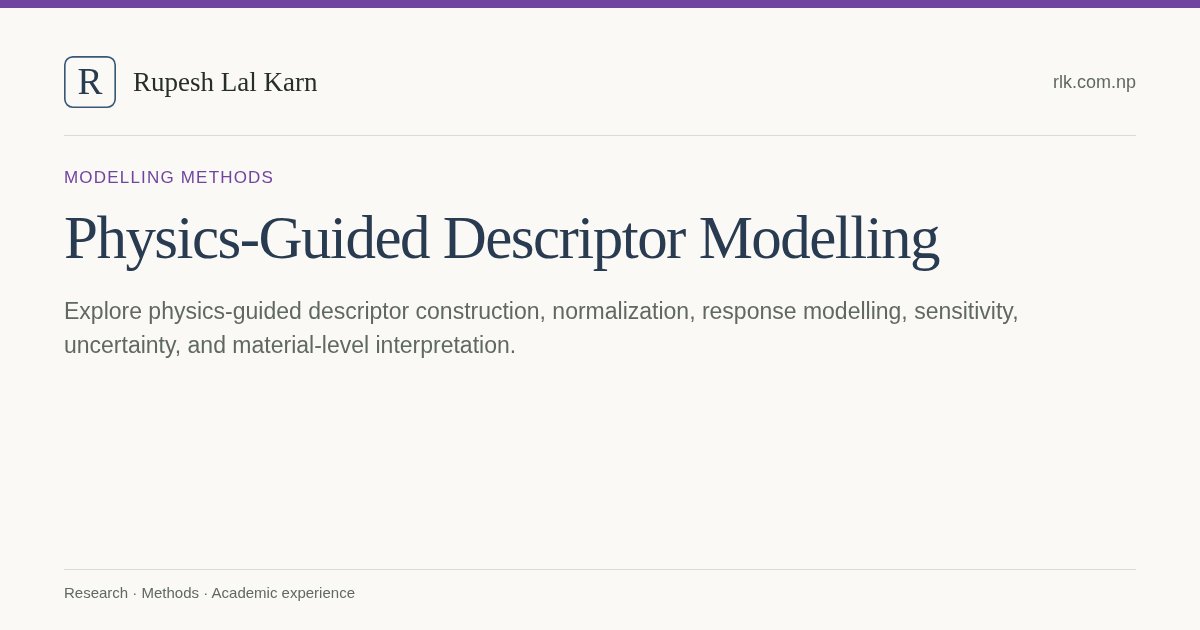 R
Rupesh Lal Karn
rlk.com.np
MODELLING METHODS
Physics-Guided Descriptor Modelling
Explore physics-guided descriptor construction, normalization, response modelling, sensitivity,
uncertainty, and material-level interpretation.
Research · Methods · Academic experience